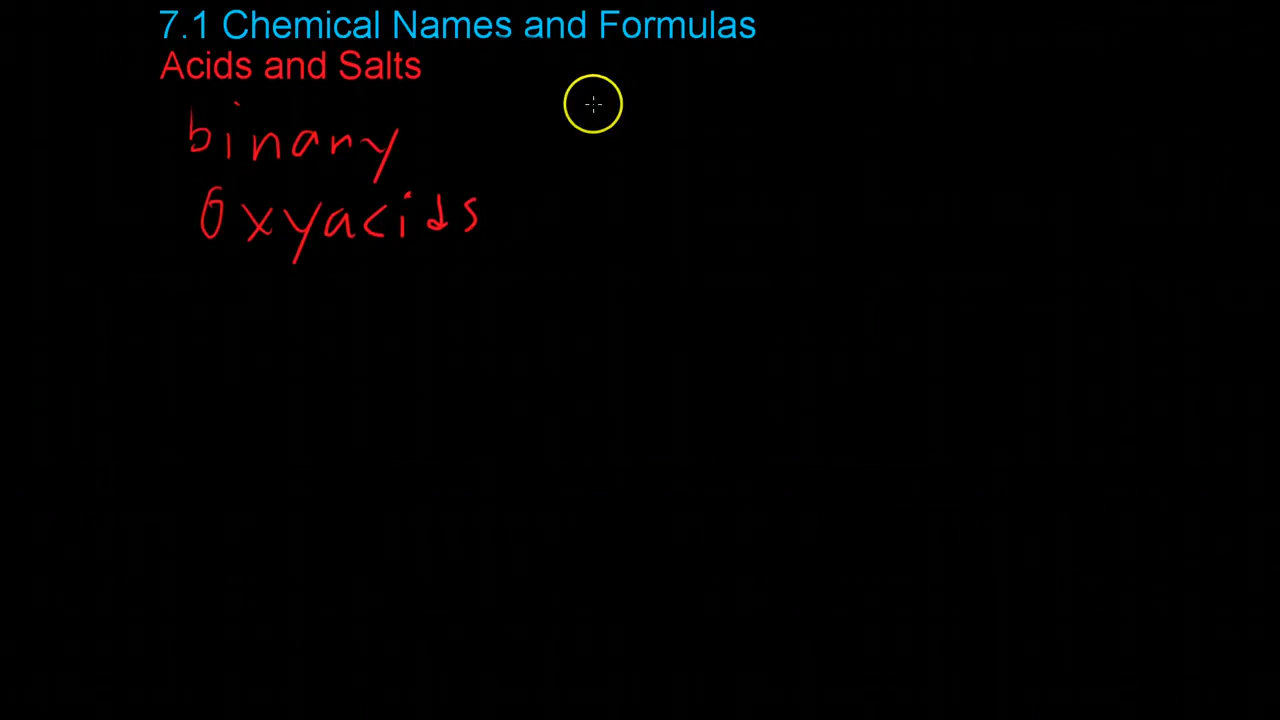 7.1 Chemical Names and Formulas
Acids and Salts
binary
Oxyacids